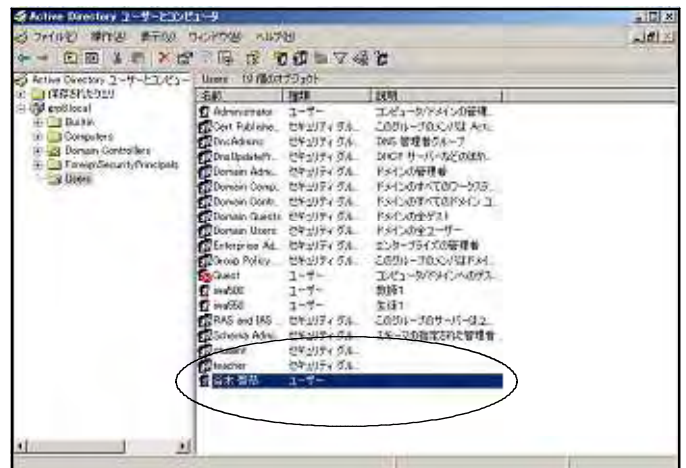 Active Directory ユーザーとコンピュータ
ファイル(F) 操作(A) 表示(V) ウィンドウ(W) ヘルプ(H)
Active Directory ユーザーとコンピュー
保存されたクエリ
Builtin
Computers
Domain Controllers
ForeignSecurityPrincipals
Users
Users 19 個のオブジェクト
名前 種類 説明
Administrator ユーザー コンピュータ/ドメインの管理...
Cert Publishe... セキュリティ グル... このグループのメンバは Acti...
DnsAdmins セキュリティ グル... DNS 管理者グループ
DnsUpdatePr... セキュリティ グル... DHCP サーバーなどのほか...
Domain Adm... セキュリティ グル... ドメインの管理者
Domain Comp... セキュリティ グル... ドメインのすべてのワークステ...
Domain Contr... セキュリティ グル... ドメインのすべてのドメイン コ...
Domain Guests セキュリティ グル... ドメインの全ゲスト
Domain Users セキュリティ グル... ドメインの全ユーザー
Enterprise Ad... セキュリティ グル... エンタープライズの管理者
Group Policy ... セキュリティ グル... このグループのメンバはドメイ...
Guest ユーザー コンピュータ/ドメインへのゲス...
ユーザー 教師1
ユーザー 生徒1
RAS and IAS ... セキュリティ グル... このグループのサーバーは、ユ...
Schema Adm... セキュリティ グル... スキーマの指定された管理者
student セキュリティ グル...
teacher セキュリティ グル...
ユーザー